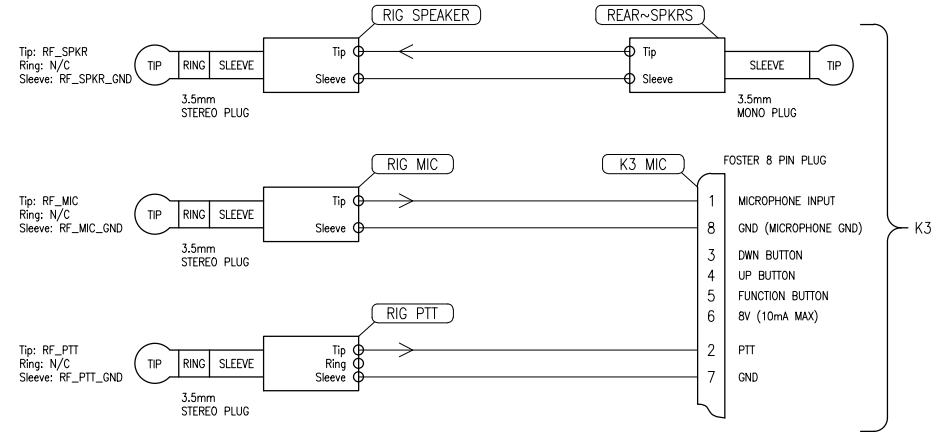 RIG SPEAKER
REAR~SPKRS
Tip: RF_SPKR
Ring: N/C
Sleeve: RF_SPKR_GND
TIP
RING
SLEEVE
Tip
Sleeve
Tip
Sleeve
SLEEVE
TIP
3.5mm
STEREO PLUG
3.5mm
MONO PLUG
RIG MIC
K3 MIC
FOSTER 8 PIN PLUG
Tip: RF_MIC
Ring: N/C
Sleeve: RF_MIC_GND
TIP
RING
SLEEVE
Tip
Sleeve
3.5mm
STEREO PLUG
1 MICROPHONE INPUT
8 GND (MICROPHONE GND)
3 DWN BUTTON
4 UP BUTTON
5 FUNCTION BUTTON
6 8V (10mA MAX)
2 PTT
7 GND
K3
RIG PTT
Tip: RF_PTT
Ring: N/C
Sleeve: RF_PTT_GND
TIP
RING
SLEEVE
Tip
Ring
Sleeve
3.5mm
STEREO PLUG